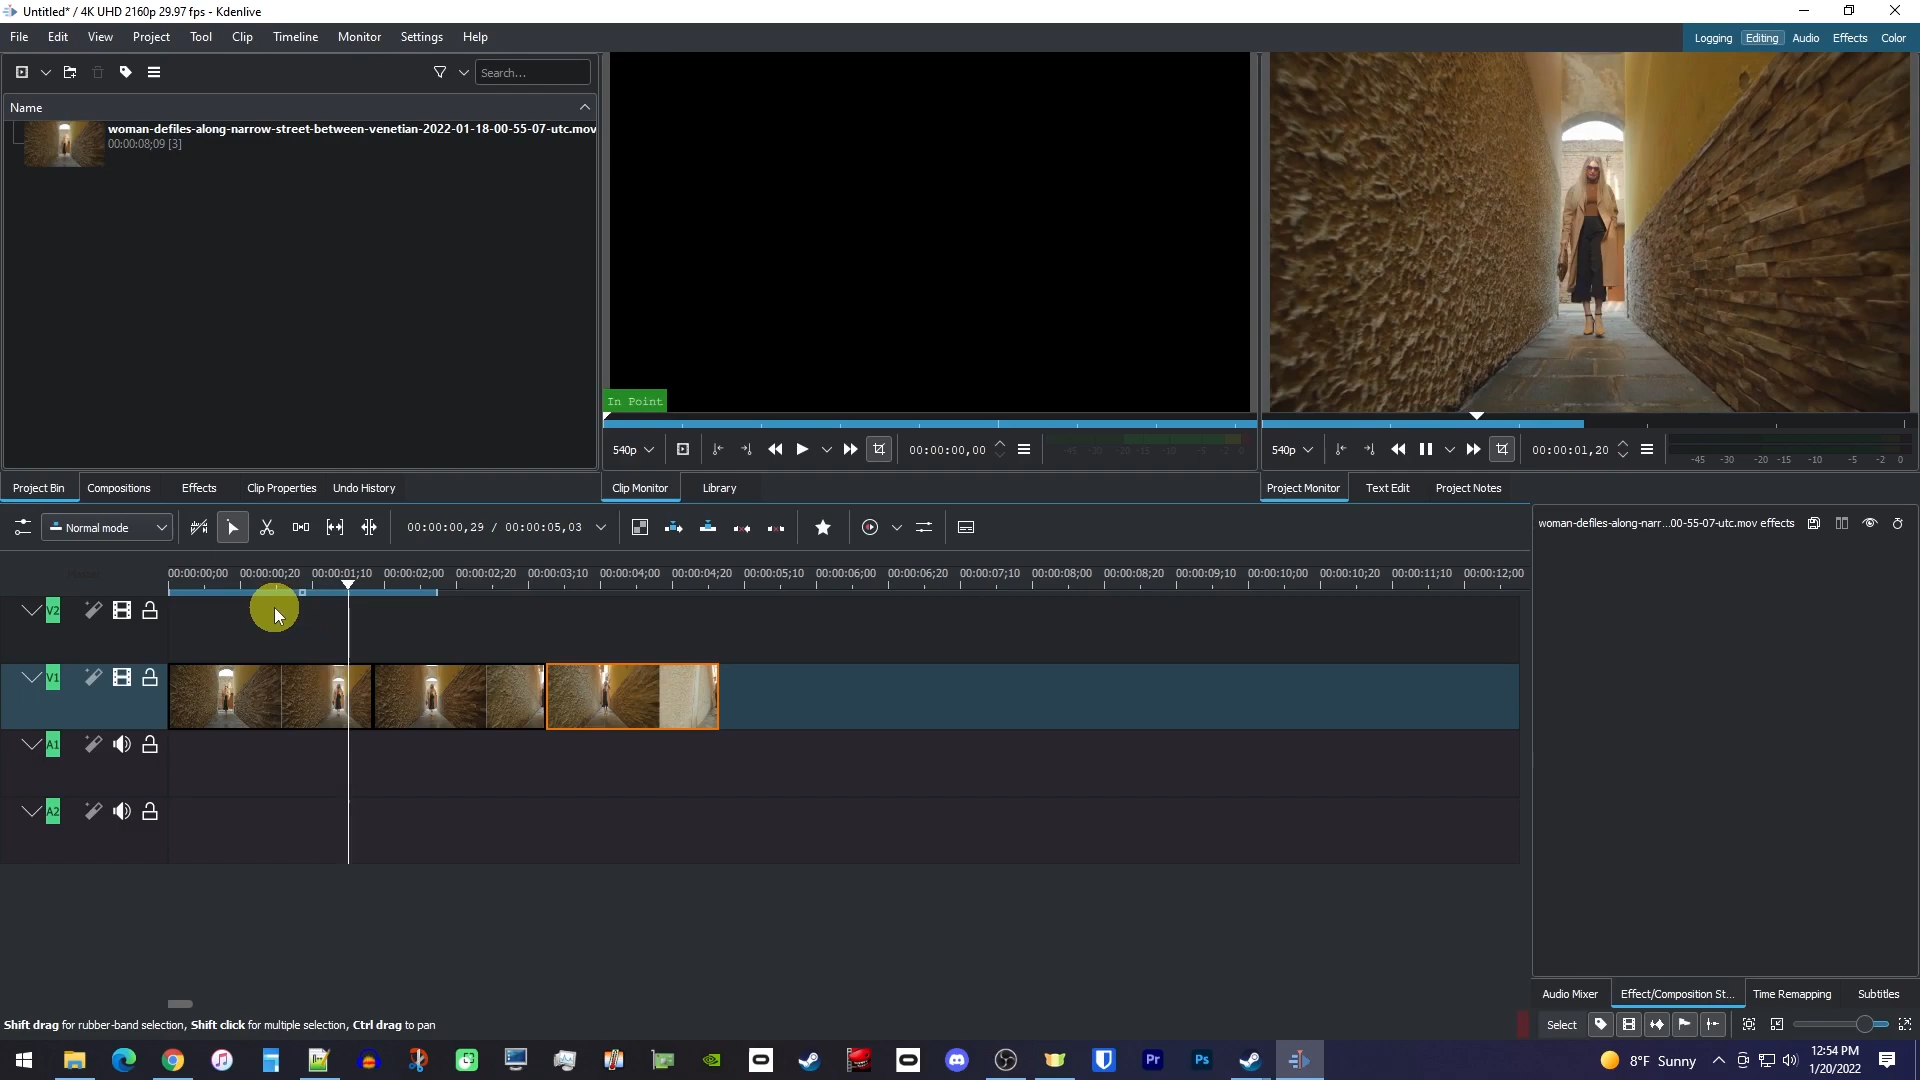 Untitled* / 4K UHD 2160p 29.97 fps - Kdenlive
File Edit View Project Tool Clip Timeline Monitor Settings Help
Logging Editing Audio Effects Color
Search...
Name
woman-defiles-along-narrow-street-between-venetian-2022-01-18-00-55-07-utc.mov
00:00:08;09 [3]
In Point
540p 00:00:00,00 -45 -30 -20 -15 -10 -5 -2 0
540p 00:00:01,20 -45 -30 -20 -15 -10 -5 -2 0
Project Bin Compositions Effects Clip Properties Undo History
Clip Monitor Library
Project Monitor Text Edit Project Notes
Normal mode 00:00:00,29 / 00:00:05,03
woman-defiles-along-narr...00-55-07-utc.mov effects
00:00:00;00 00:00:00;20 00:00:01;10 00:00:02;00 00:00:02;20 00:00:03;10 00:00:04;00 00:00:04;20 00:00:05;10 00:00:06;00 00:00:06;20 00:00:07;10 00:00:08;00 00:00:08;20 00:00:09;10 00:00:10;00 00:00:10;20 00:00:11;10 00:00:12;00
V2
V1
A1
A2
Audio Mixer Effect/Composition St... Time Remapping Subtitles
Shift drag for rubber-band selection, Shift click for multiple selection, Ctrl drag to pan
Select
Pr Ps
8°F Sunny
12:54 PM
1/20/2022